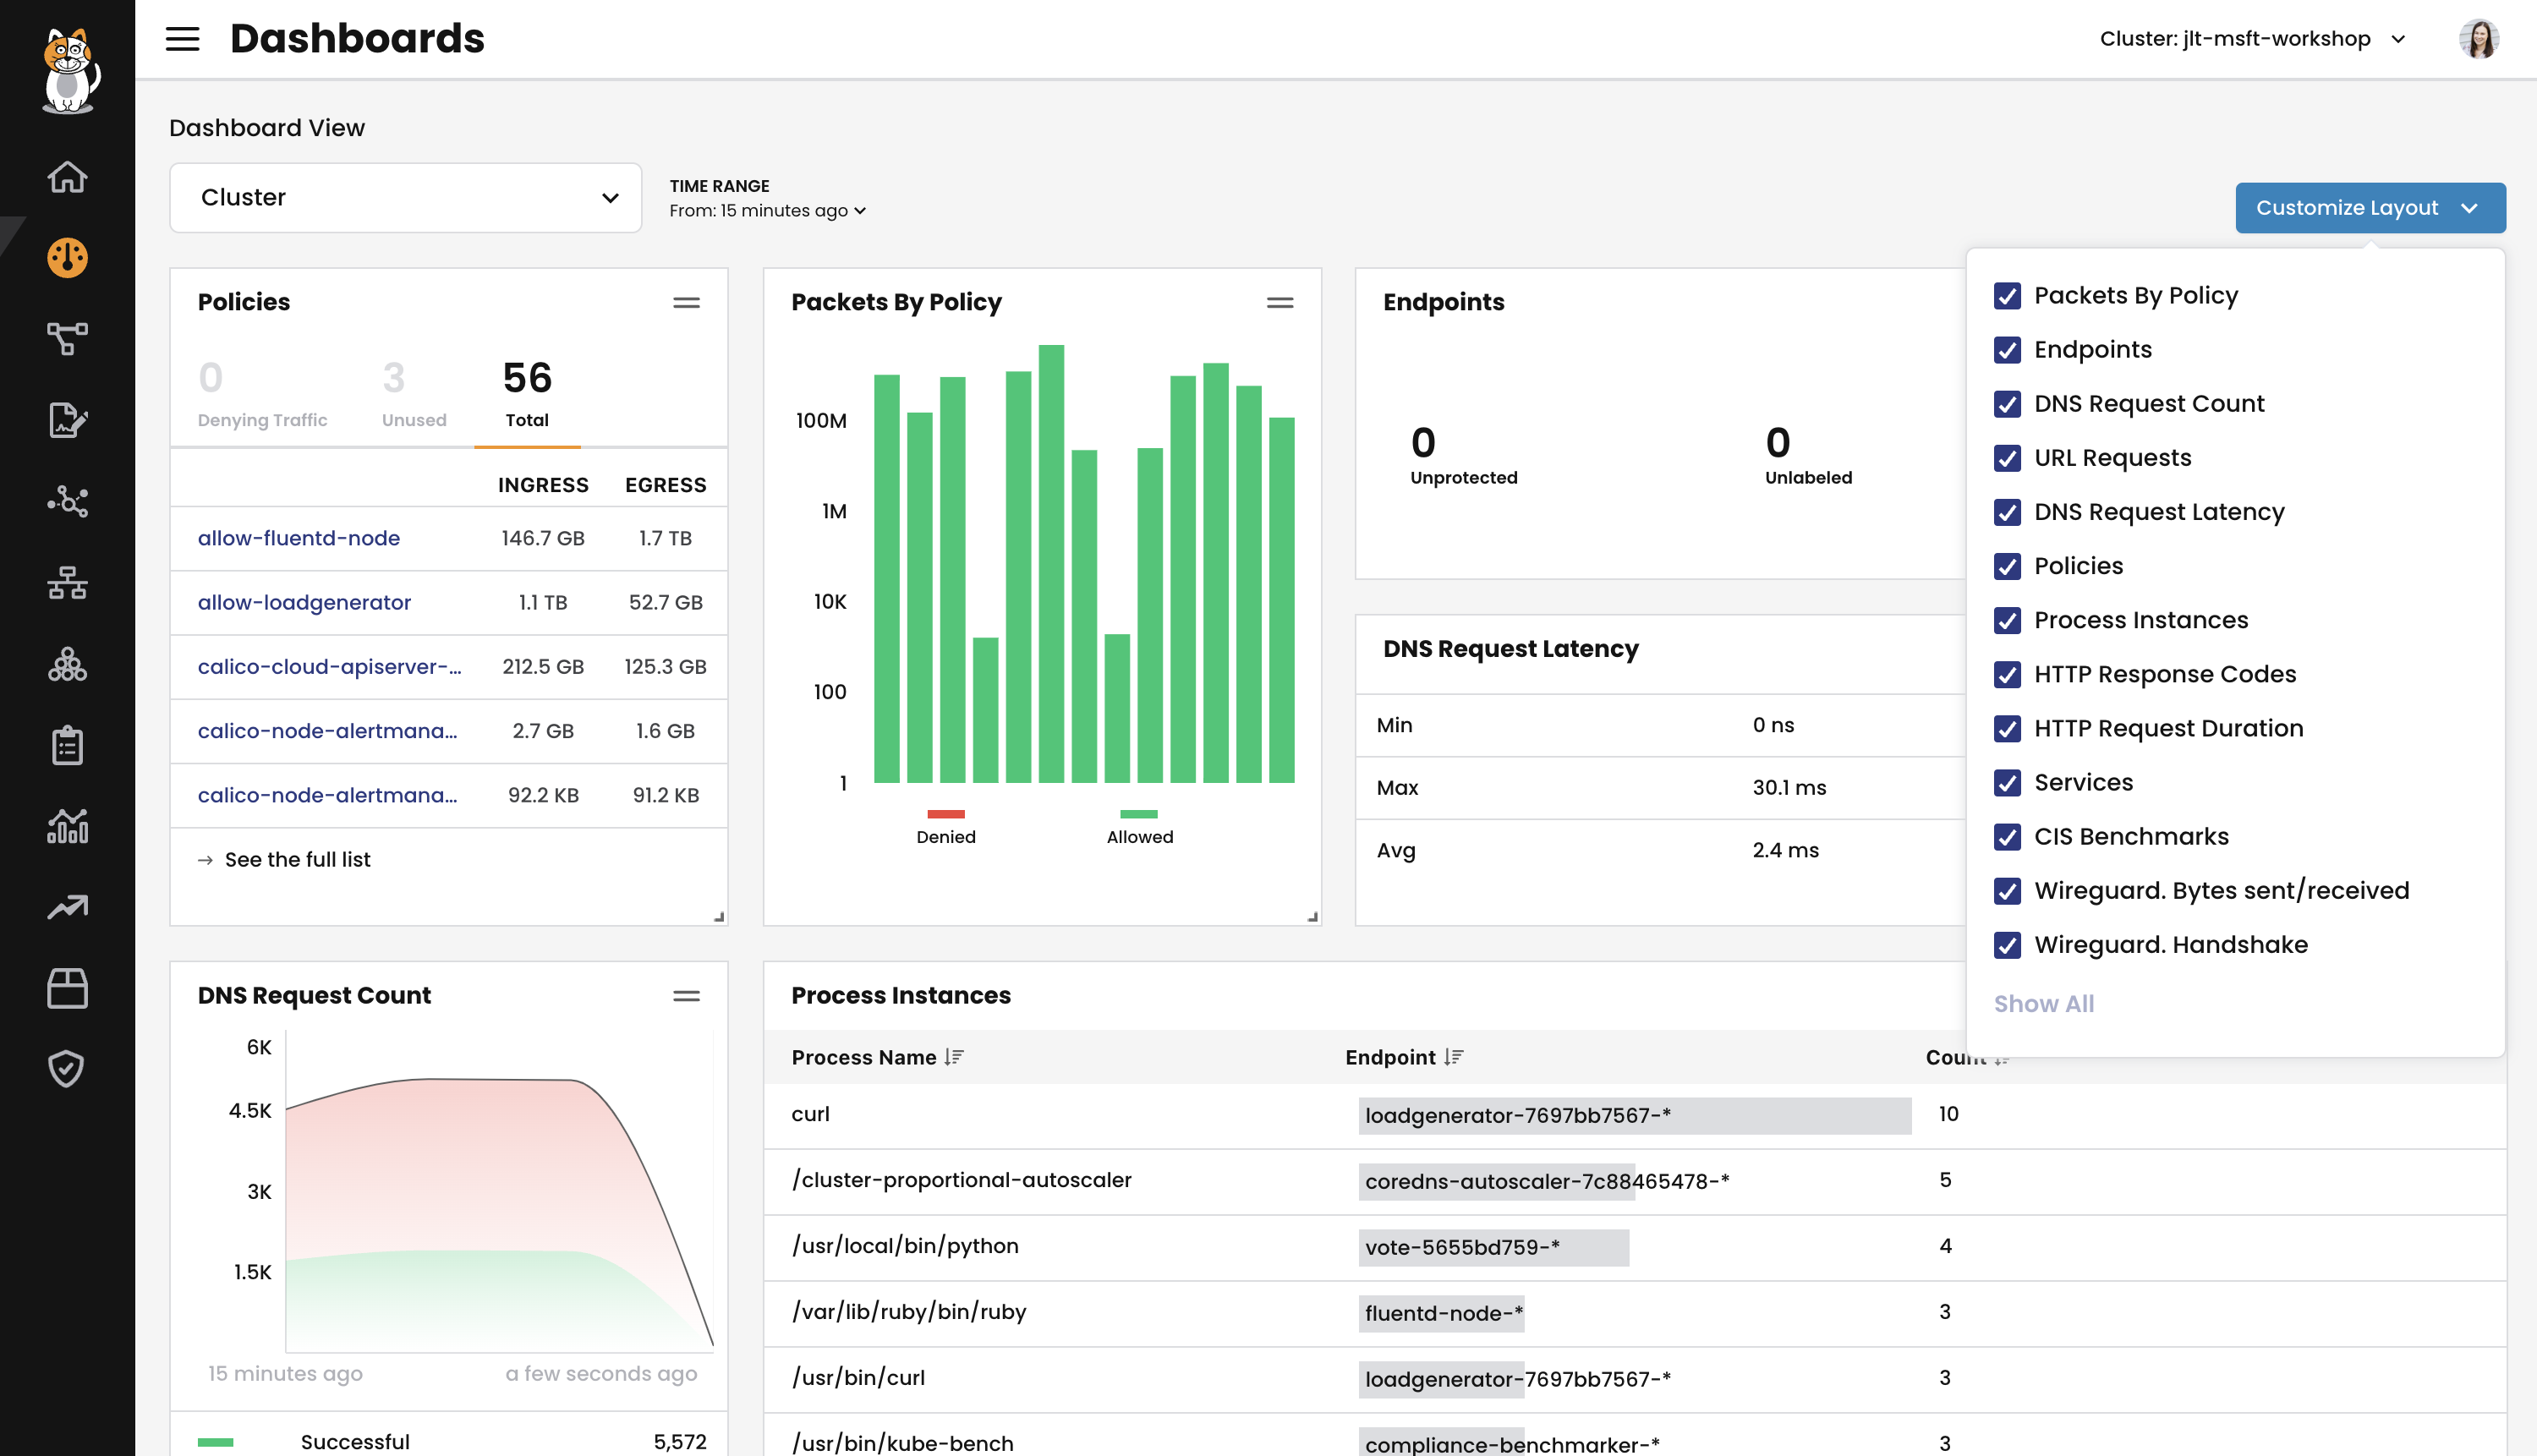 Dashboards
Cluster: jlt-msft-workshop
Dashboard View
Cluster
TIME RANGE
From: 15 minutes ago
Customize Layout
Policies
0
Denying Traffic
3
Unused
56
Total
INGRESS EGRESS
allow-fluentd-node 146.7 GB 1.7 TB
allow-loadgenerator 1.1 TB 52.7 GB
calico-cloud-apiserver-... 212.5 GB 125.3 GB
calico-node-alertmana... 2.7 GB 1.6 GB
calico-node-alertmana... 92.2 KB 91.2 KB
→ See the full list
Packets By Policy
100M
1M
10K
100
1
Denied Allowed
Endpoints
0
Unprotected
0
Unlabeled
DNS Request Latency
Min 0 ns
Max 30.1 ms
Avg 2.4 ms
Packets By Policy
Endpoints
DNS Request Count
URL Requests
DNS Request Latency
Policies
Process Instances
HTTP Response Codes
HTTP Request Duration
Services
CIS Benchmarks
Wireguard. Bytes sent/received
Wireguard. Handshake
Show All
DNS Request Count
6K
4.5K
3K
1.5K
15 minutes ago a few seconds ago
Successful 5,572
Process Instances
Process Name Endpoint Count
curl loadgenerator-7697bb7567-* 10
/cluster-proportional-autoscaler coredns-autoscaler-7c88465478-* 5
/usr/local/bin/python vote-5655bd759-* 4
/var/lib/ruby/bin/ruby fluentd-node-* 3
/usr/bin/curl loadgenerator-7697bb7567-* 3
/usr/bin/kube-bench compliance-benchmarker-* 3